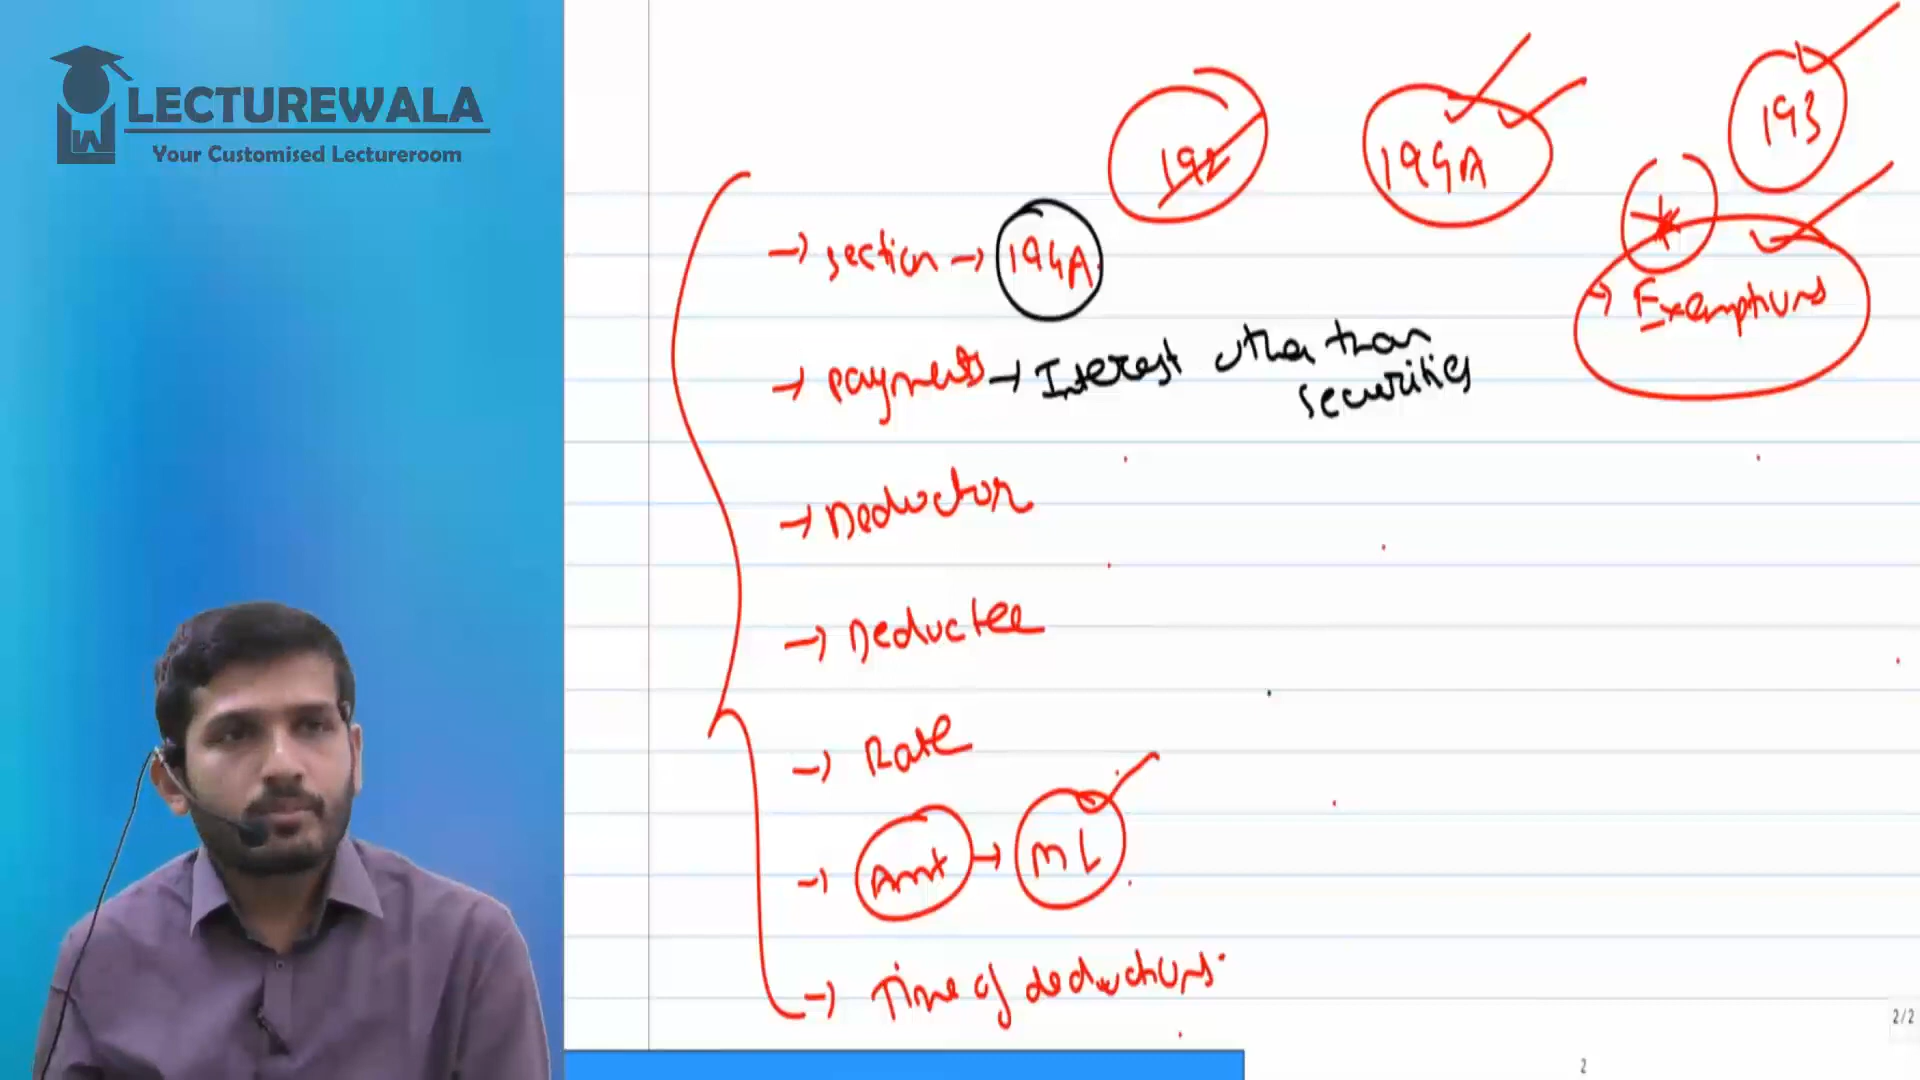 LECTUREWALA
LW
Your Customised Lectureroom
192
194A
193
→ section → 194A
→ Exemptions
→ payments → Interest other than
securities
→ Deductor
→ Deductee
→ Rate
→ Amt → ML
→ Time of deductions
2/2
2